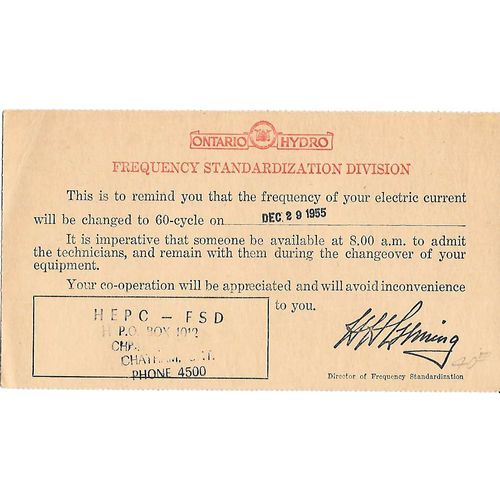 ONTARIO HYDRO
FREQUENCY STANDARDIZATION DIVISION
This is to remind you that the frequency of your electric current
will be changed to 60-cycle on DEC. 29 1955
It is imperative that someone be available at 8.00 a.m. to admit
the technicians, and remain with them during the changeover of your
equipment.
Your co-operation will be appreciated and will avoid inconvenience
to you.
HEPC - FSD
P.O. BOX 1012
CHATHAM, ONT.
PHONE 4500
Director of Frequency Standardization